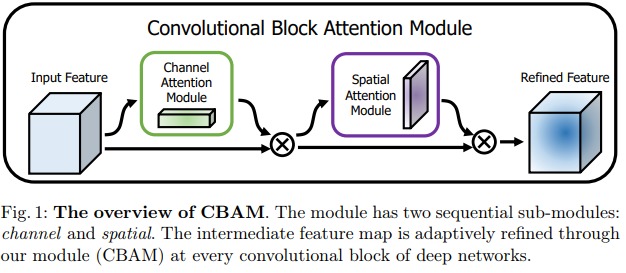 Convolutional Block Attention Module
Input Feature
Channel
Attention
Module
Spatial
Attention
Module
Refined Feature
Fig. 1: The overview of CBAM. The module has two sequential sub-modules:
channel and spatial. The intermediate feature map is adaptively refined through
our module (CBAM) at every convolutional block of deep networks.